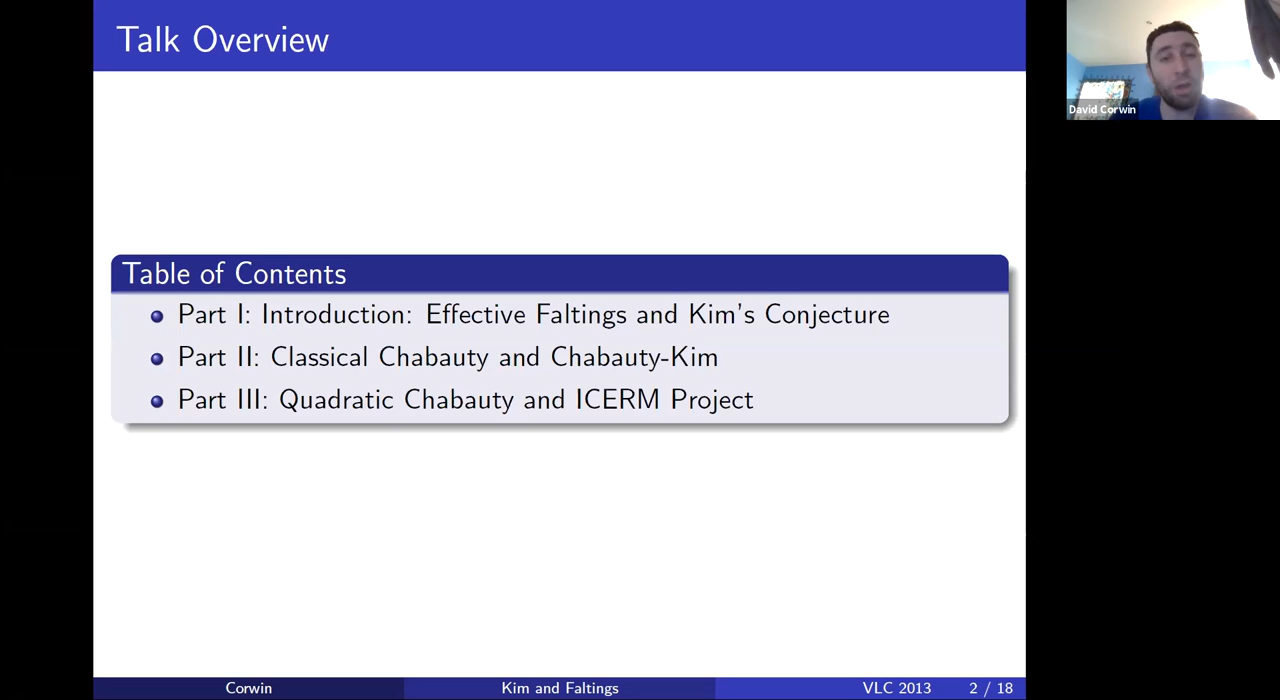 Talk Overview
David Corwin
Table of Contents
Part I: Introduction: Effective Faltings and Kim's Conjecture
Part II: Classical Chabauty and Chabauty-Kim
Part III: Quadratic Chabauty and ICERM Project
Corwin Kim and Faltings VLC 2013 2 / 18